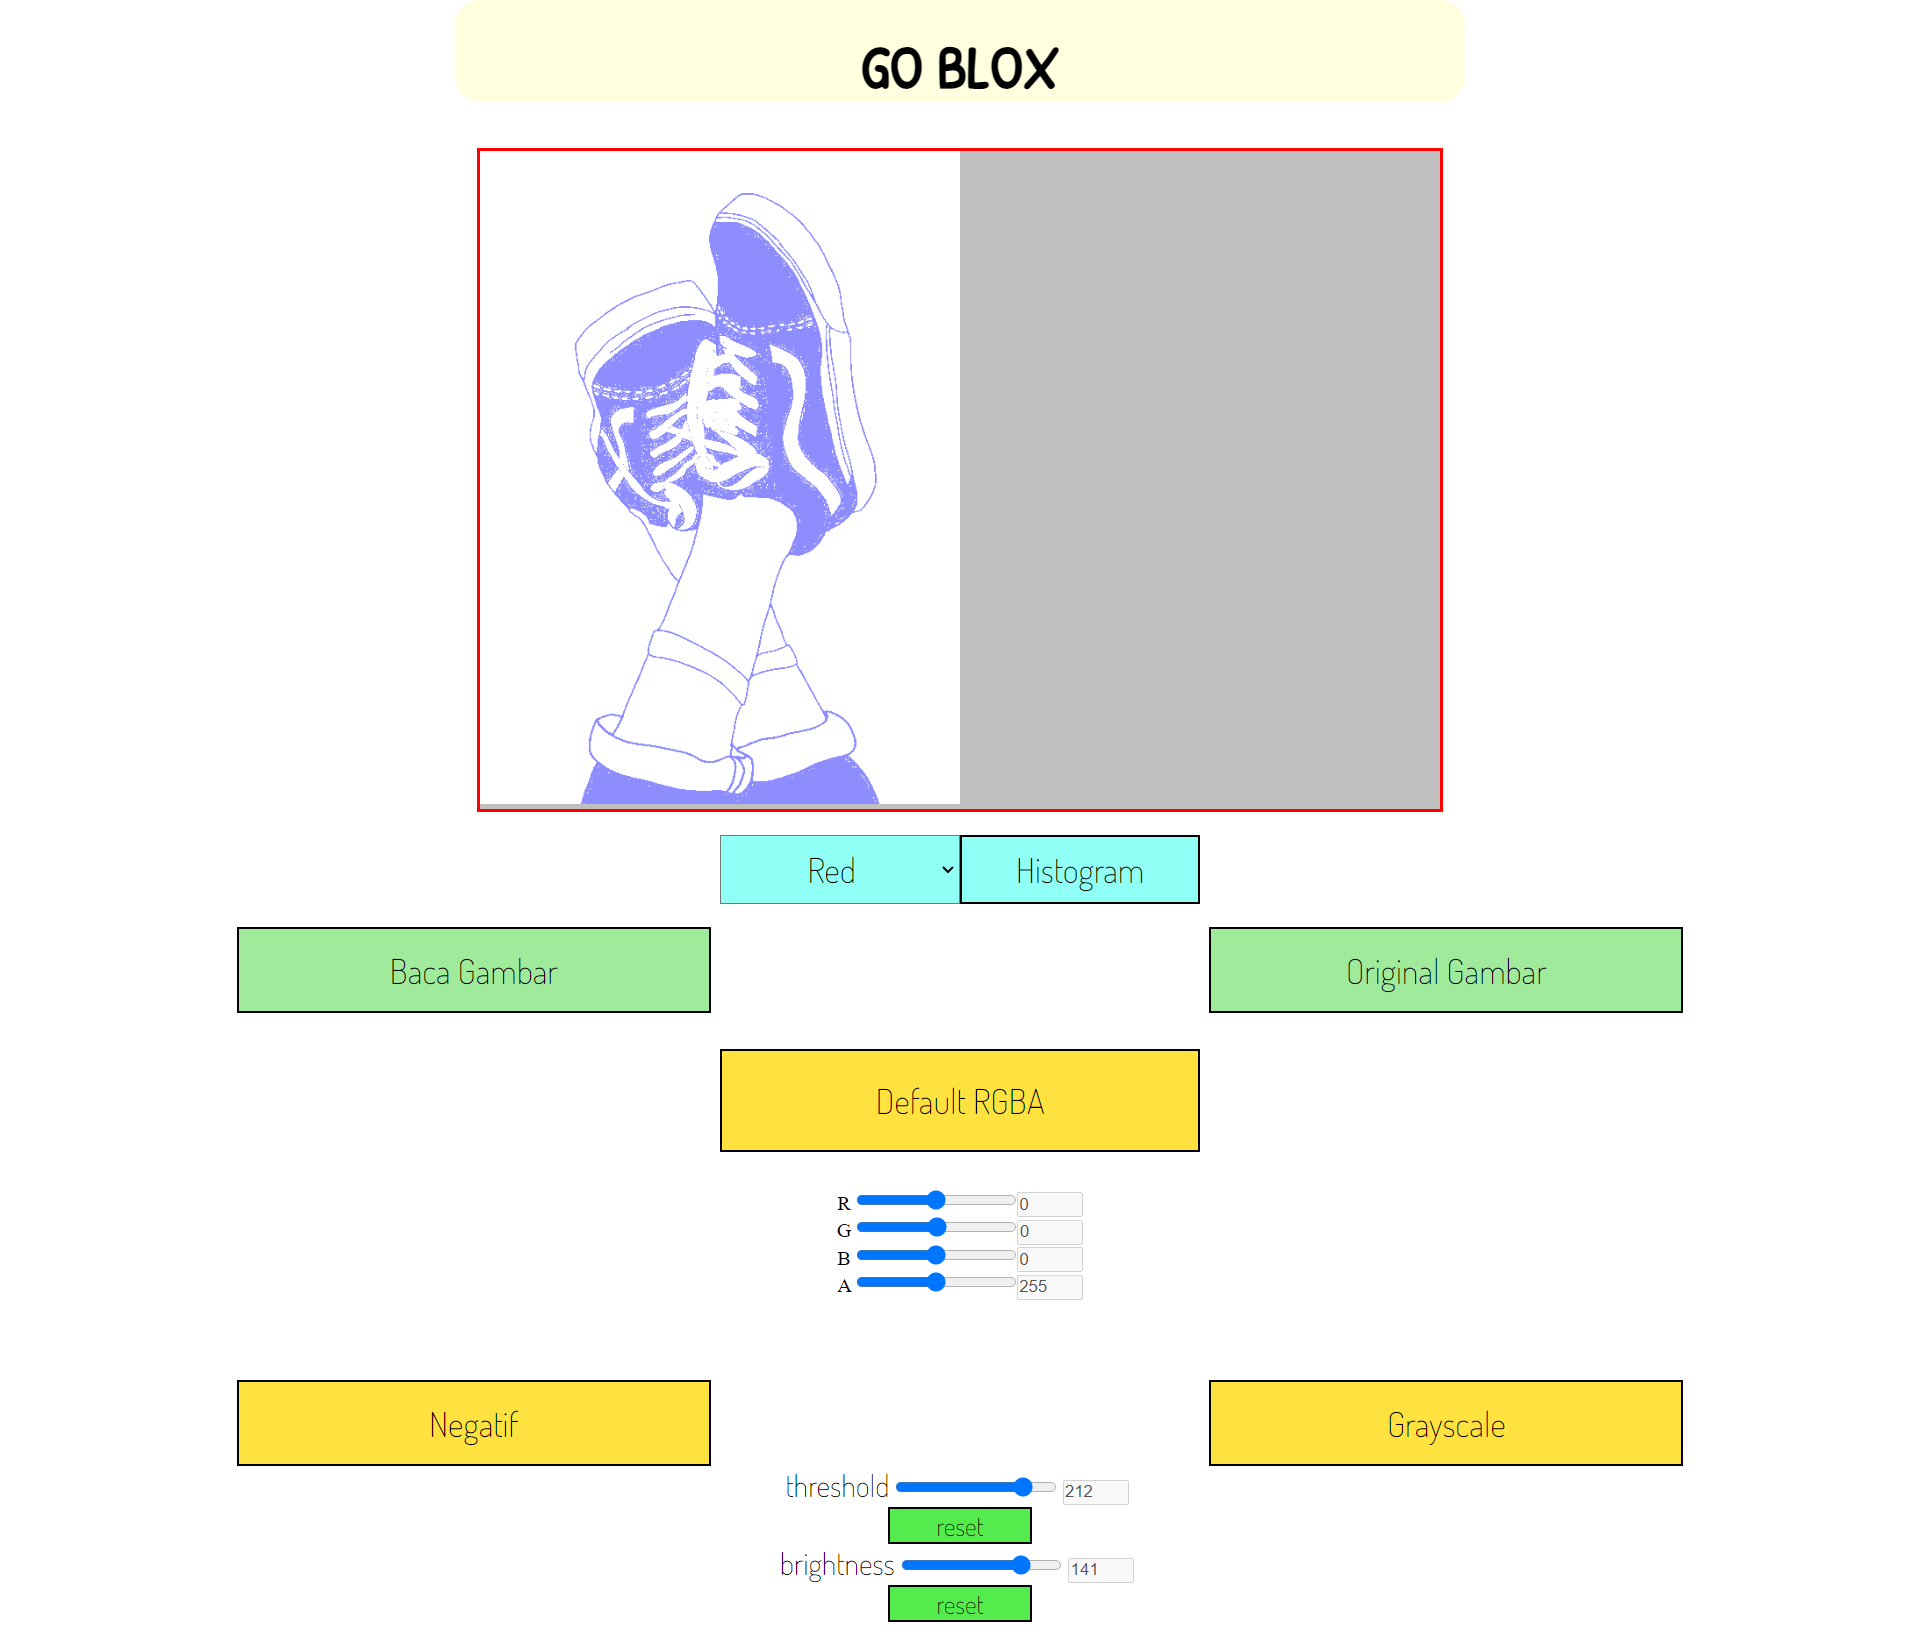 GO BLOX
Red Histogram
Baca Gambar Original Gambar
Default RGBA
R 0
G 0
B 0
A 255
Negatif Grayscale
threshold 212
reset
brightness 141
reset